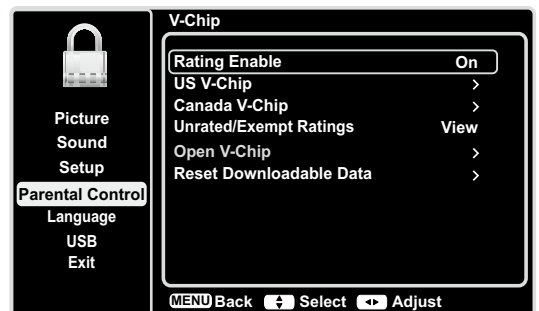 V-Chip
Picture
Sound
Setup
Parental Control
Language
USB
Exit
Rating Enable On
US V-Chip >
Canada V-Chip >
Unrated/Exempt Ratings View
Open V-Chip >
Reset Downloadable Data >
MENU Back Select Adjust